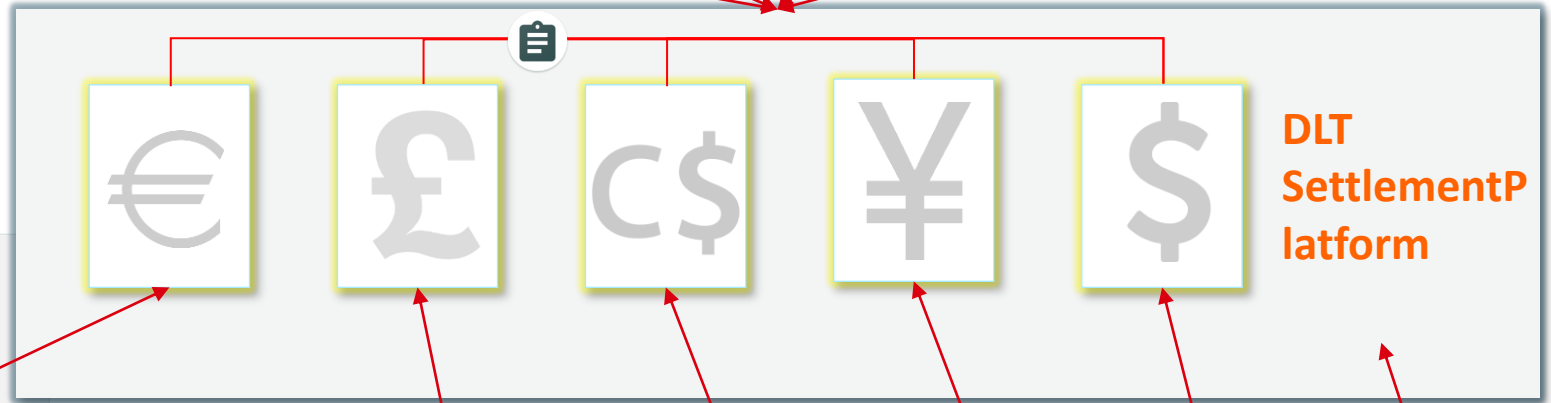 € £ C$ ¥ $
DLT
SettlementP
latform